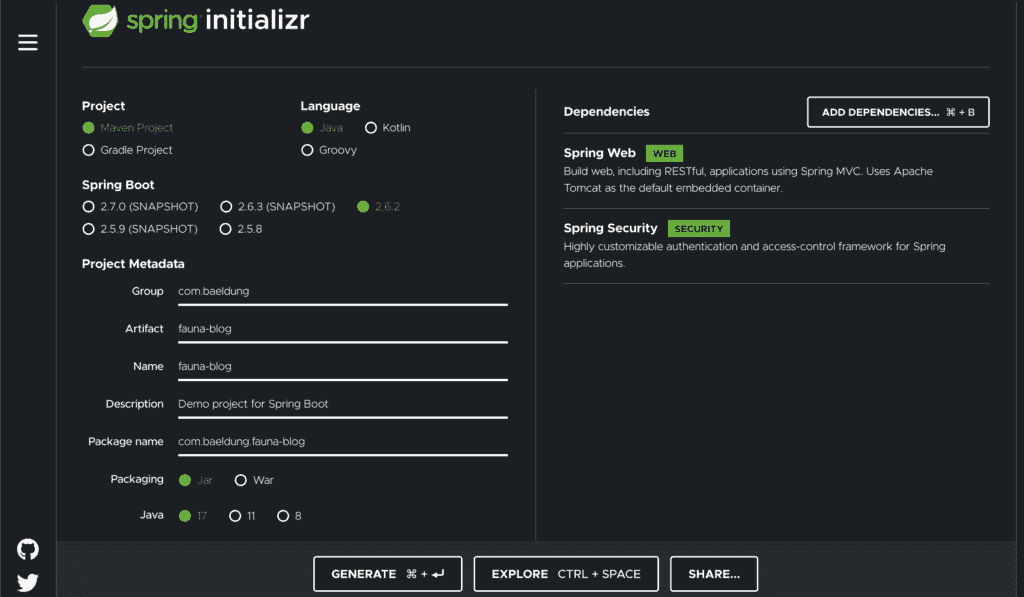 spring initializr
Project
Maven Project
Gradle Project
Language
Java Kotlin
Groovy
Spring Boot
2.7.0 (SNAPSHOT) 2.6.3 (SNAPSHOT) 2.6.2
2.5.9 (SNAPSHOT) 2.5.8
Project Metadata
Group com.baeldung
Artifact fauna-blog
Name fauna-blog
Description Demo project for Spring Boot
Package name com.baeldung.fauna-blog
Packaging Jar War
Java 17 11 8
Dependencies
ADD DEPENDENCIES... ⌘ + B
Spring Web WEB
Build web, including RESTful, applications using Spring MVC. Uses Apache
Tomcat as the default embedded container.
Spring Security SECURITY
Highly customizable authentication and access-control framework for Spring
applications.
GENERATE ⌘ + ↵
EXPLORE CTRL + SPACE
SHARE...